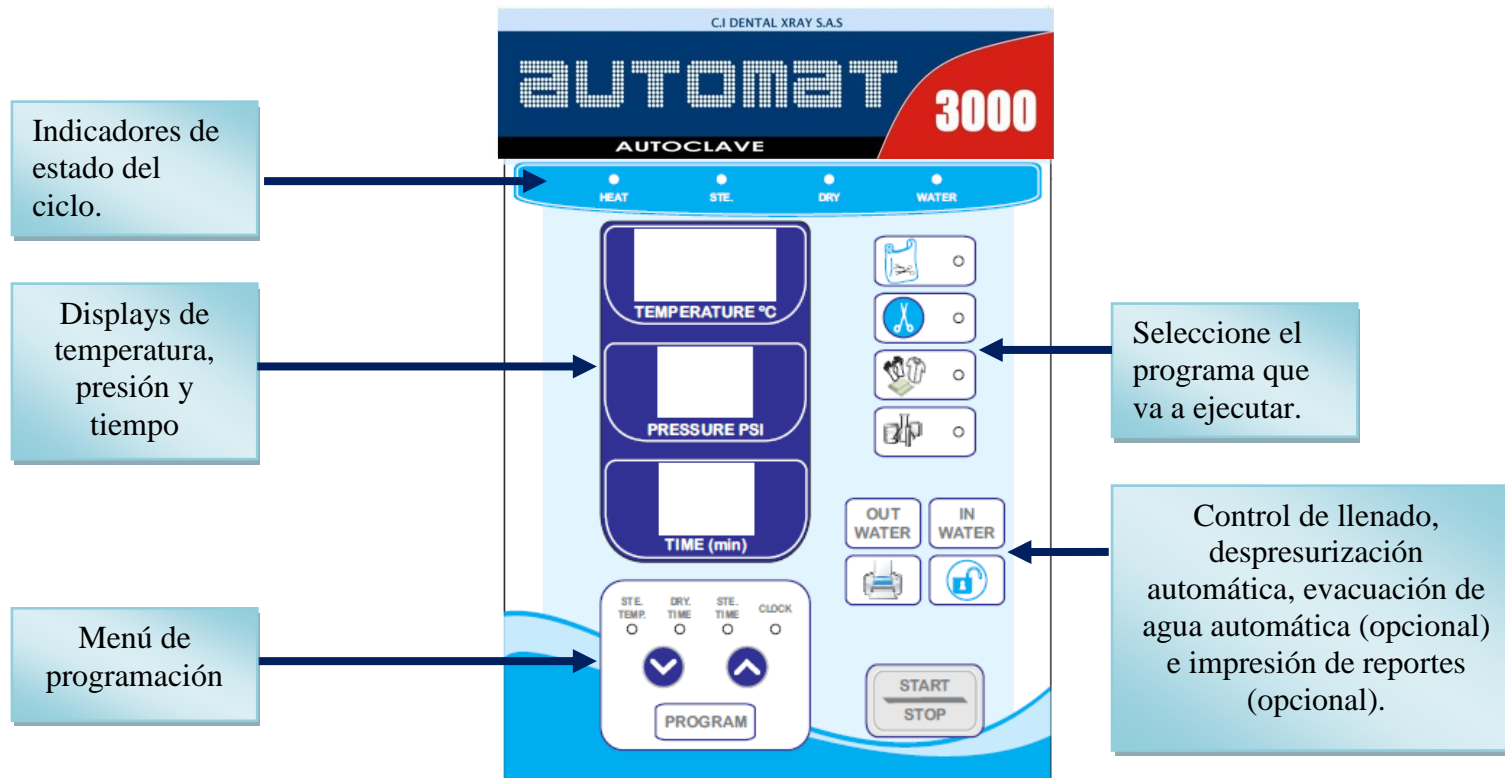 C.I DENTAL XRAY S.A.S
AUTOMAT
3000
AUTOCLAVE
Indicadores de
estado del
ciclo.
HEAT STE. DRY WATER
Displays de
temperatura,
presión y
tiempo
TEMPERATURE ºC
PRESSURE PSI
TIME (min)
Seleccione el
programa que
va a ejecutar.
OUT
WATER
IN
WATER
Control de llenado,
despresurización
automática, evacuación de
agua automática (opcional)
e impresión de reportes
(opcional).
Menú de
programación
STE.
TEMP.
DRY.
TIME
STE.
TIME
CLOCK
PROGRAM
START
STOP